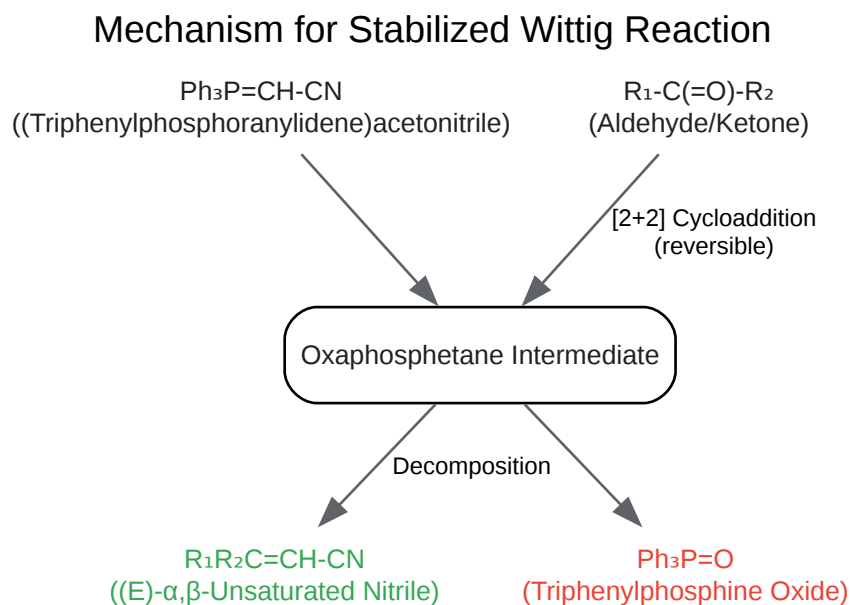 Mechanism for Stabilized Wittig Reaction
Ph₃P=CH-CN
((Triphenylphosphoranylidene)acetonitrile)
R₁-C(=O)-R₂
(Aldehyde/Ketone)
[2+2] Cycloaddition
(reversible)
Oxaphosphetane Intermediate
Decomposition
R₁R₂C=CH-CN
((E)-α,β-Unsaturated Nitrile)
Ph₃P=O
(Triphenylphosphine Oxide)